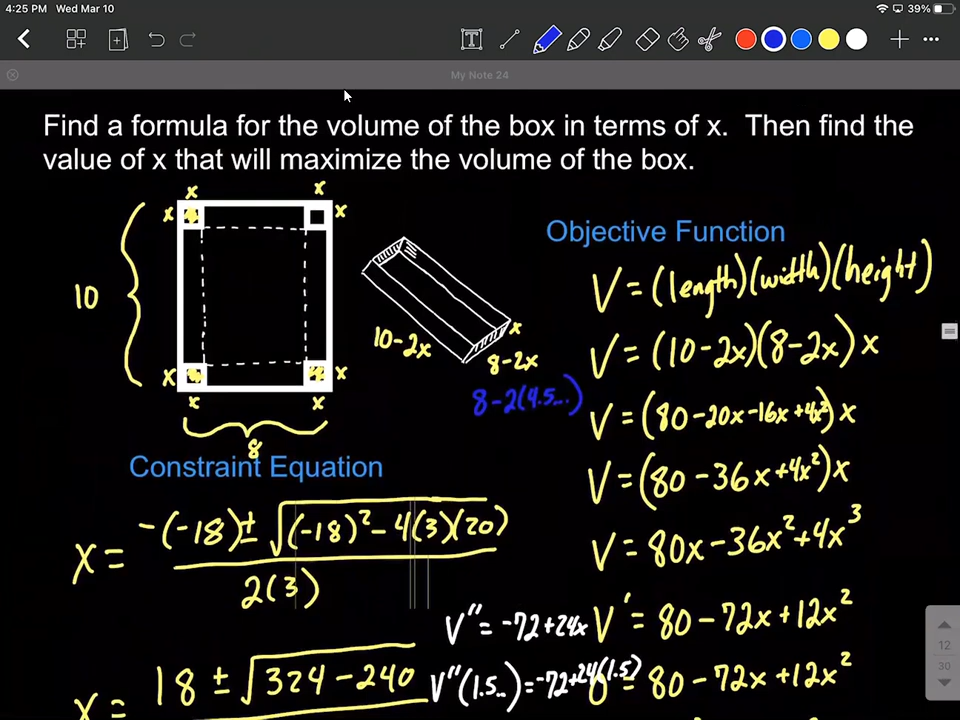 4:25 PM Wed Mar 10
39%
My Note 24
Find a formula for the volume of the box in terms of x. Then find the
value of x that will maximize the volume of the box.
x x
x x
10
x x
x x
8
10-2x
x
8-2x
8-2(4.5...)
Constraint Equation
x = -(-18)±√(-18)²-4(3)(20)
2(3)
18 ± √324-240
x =
Objective Function
V = (length)(width)(height)
V = (10-2x)(8-2x)x
V = (80-20x-16x+4x²)x
V = (80-36x+4x²)x
V = 80x-36x²+4x³
V' = 80-72x+12x²
V" = -72+24x
V"(1.5..)=-72+24(1.5)
0 = 80-72x+12x²
12
30